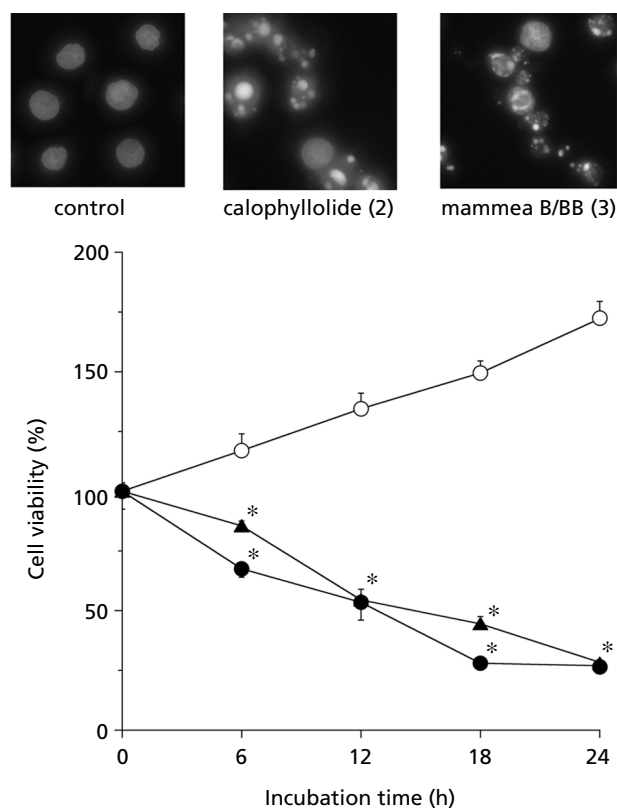 control calophyllolide (2) mammea B/BB (3)
200
150
100
50
0
Cell viability (%)
* * * * * *
0 6 12 18 24
Incubation time (h)